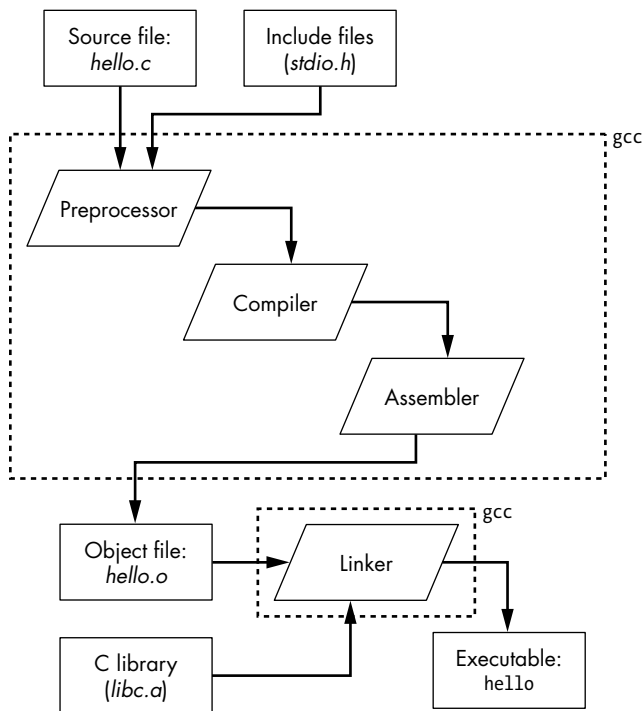 Source file:
hello.c
Include files
(stdio.h)
gcc
Preprocessor
Compiler
Assembler
gcc
Object file:
hello.o
Linker
C library
(libc.a)
Executable:
hello